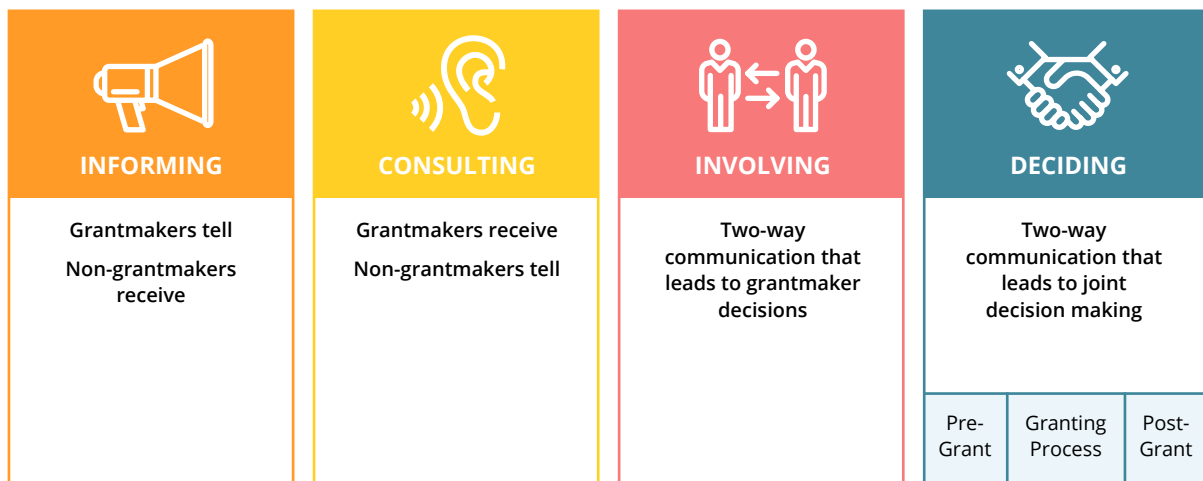 INFORMING
Grantmakers tell
Non-grantmakers
receive
CONSULTING
Grantmakers receive
Non-grantmakers tell
INVOLVING
Two-way
communication that
leads to grantmaker
decisions
DECIDING
Two-way
communication that
leads to joint
decision making
Pre-
Grant
Granting
Process
Post-
Grant